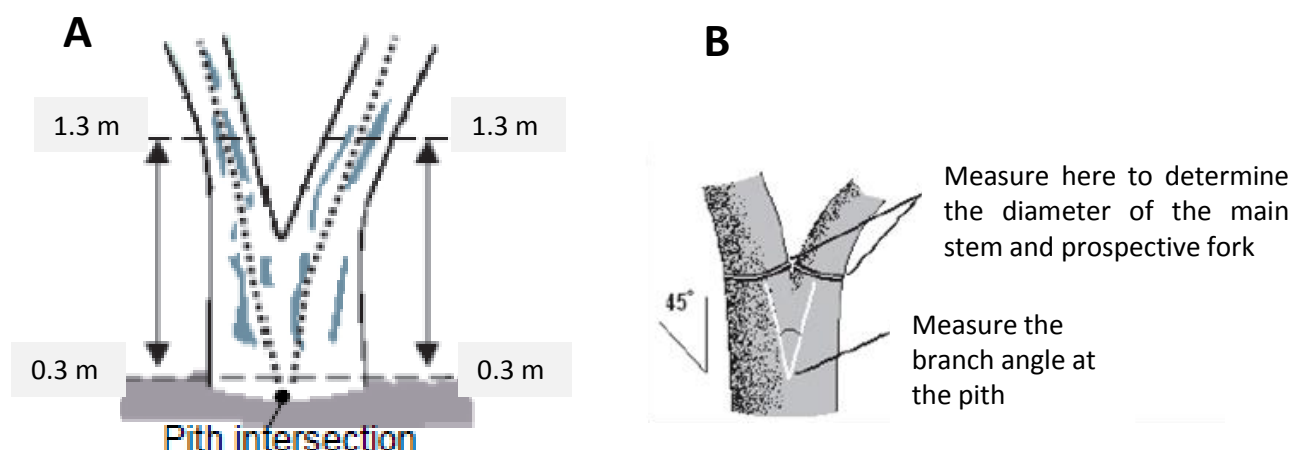 A
B
1.3 m
1.3 m
Measure here to determine
the diameter of the main
stem and prospective fork
45°
Measure the
branch angle at
the pith
0.3 m
0.3 m
Pith intersection